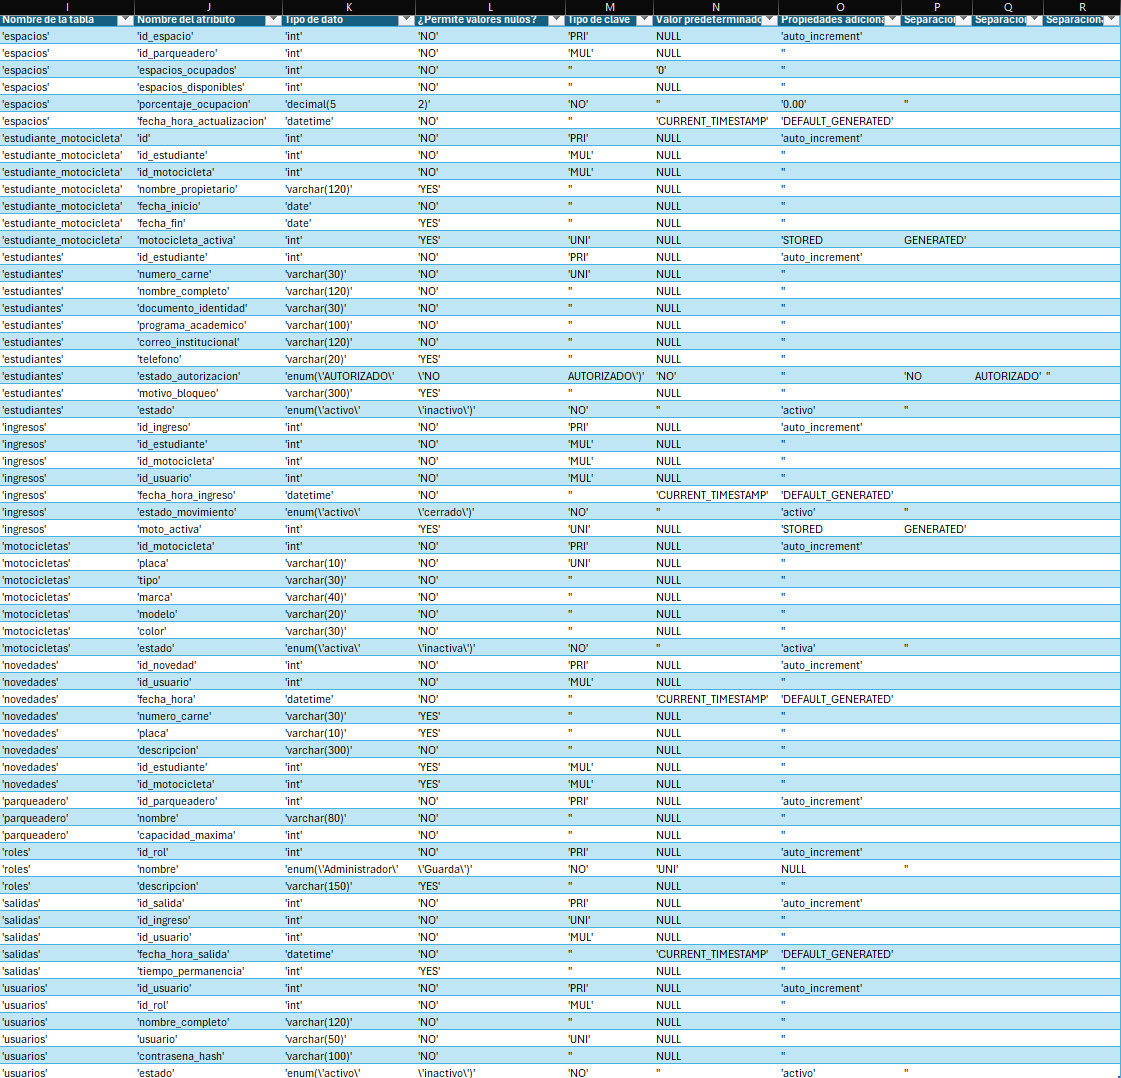 I J K L M N O P Q R
Nombre de la tabla Nombre del atributo Tipo de dato ¿Permite valores nulos? Tipo de clave Valor predeterminado Propiedades adiciona Separacion Separacion Separaciona
'espacios' 'id_espacio' 'int' 'NO' 'PRI' NULL 'auto_increment'
'espacios' 'id_parqueadero' 'int' 'NO' 'MUL' NULL ''
'espacios' 'espacios_ocupados' 'int' 'NO' '' '0' ''
'espacios' 'espacios_disponibles' 'int' 'NO' '' NULL ''
'espacios' 'porcentaje_ocupacion' 'decimal(5 2)' 'NO' '' '0.00' ''
'espacios' 'fecha_hora_actualizacion' 'datetime' 'NO' '' 'CURRENT_TIMESTAMP' 'DEFAULT_GENERATED'
'estudiante_motocicleta' 'id' 'int' 'NO' 'PRI' NULL 'auto_increment'
'estudiante_motocicleta' 'id_estudiante' 'int' 'NO' 'MUL' NULL ''
'estudiante_motocicleta' 'id_motocicleta' 'int' 'NO' 'MUL' NULL ''
'estudiante_motocicleta' 'nombre_propietario' 'varchar(120)' 'YES' '' NULL ''
'estudiante_motocicleta' 'fecha_inicio' 'date' 'NO' '' NULL ''
'estudiante_motocicleta' 'fecha_fin' 'date' 'YES' '' NULL ''
'estudiante_motocicleta' 'motocicleta_activa' 'int' 'YES' 'UNI' NULL 'STORED GENERATED'
'estudiantes' 'id_estudiante' 'int' 'NO' 'PRI' NULL 'auto_increment'
'estudiantes' 'numero_carne' 'varchar(30)' 'NO' 'UNI' NULL ''
'estudiantes' 'nombre_completo' 'varchar(120)' 'NO' '' NULL ''
'estudiantes' 'documento_identidad' 'varchar(30)' 'NO' '' NULL ''
'estudiantes' 'programa_academico' 'varchar(100)' 'NO' '' NULL ''
'estudiantes' 'correo_institucional' 'varchar(120)' 'NO' '' NULL ''
'estudiantes' 'telefono' 'varchar(20)' 'YES' '' NULL ''
'estudiantes' 'estado_autorizacion' 'enum(\'AUTORIZADO\' \'NO AUTORIZADO\')' 'NO' '' 'NO AUTORIZADO' ''
'estudiantes' 'motivo_bloqueo' 'varchar(300)' 'YES' '' NULL ''
'estudiantes' 'estado' 'enum(\'activo\' \'inactivo\')' 'NO' '' 'activo' ''
'ingresos' 'id_ingreso' 'int' 'NO' 'PRI' NULL 'auto_increment'
'ingresos' 'id_estudiante' 'int' 'NO' 'MUL' NULL ''
'ingresos' 'id_motocicleta' 'int' 'NO' 'MUL' NULL ''
'ingresos' 'id_usuario' 'int' 'NO' 'MUL' NULL ''
'ingresos' 'fecha_hora_ingreso' 'datetime' 'NO' '' 'CURRENT_TIMESTAMP' 'DEFAULT_GENERATED'
'ingresos' 'estado_movimiento' 'enum(\'activo\' \'cerrado\')' 'NO' '' 'activo' ''
'ingresos' 'moto_activa' 'int' 'YES' 'UNI' NULL 'STORED GENERATED'
'motocicletas' 'id_motocicleta' 'int' 'NO' 'PRI' NULL 'auto_increment'
'motocicletas' 'placa' 'varchar(10)' 'NO' 'UNI' NULL ''
'motocicletas' 'tipo' 'varchar(30)' 'NO' '' NULL ''
'motocicletas' 'marca' 'varchar(40)' 'NO' '' NULL ''
'motocicletas' 'modelo' 'varchar(20)' 'NO' '' NULL ''
'motocicletas' 'color' 'varchar(30)' 'NO' '' NULL ''
'motocicletas' 'estado' 'enum(\'activa\' \'inactiva\')' 'NO' '' 'activa' ''
'novedades' 'id_novedad' 'int' 'NO' 'PRI' NULL 'auto_increment'
'novedades' 'id_usuario' 'int' 'NO' 'MUL' NULL ''
'novedades' 'fecha_hora' 'datetime' 'NO' '' 'CURRENT_TIMESTAMP' 'DEFAULT_GENERATED'
'novedades' 'numero_carne' 'varchar(30)' 'YES' '' NULL ''
'novedades' 'placa' 'varchar(10)' 'YES' '' NULL ''
'novedades' 'descripcion' 'varchar(300)' 'NO' '' NULL ''
'novedades' 'id_estudiante' 'int' 'YES' 'MUL' NULL ''
'novedades' 'id_motocicleta' 'int' 'YES' 'MUL' NULL ''
'parqueadero' 'id_parqueadero' 'int' 'NO' 'PRI' NULL 'auto_increment'
'parqueadero' 'nombre' 'varchar(80)' 'NO' '' NULL ''
'parqueadero' 'capacidad_maxima' 'int' 'NO' '' NULL ''
'roles' 'id_rol' 'int' 'NO' 'PRI' NULL 'auto_increment'
'roles' 'nombre' 'enum(\'Administrador\' \'Guarda\')' 'NO' 'UNI' NULL ''
'roles' 'descripcion' 'varchar(150)' 'YES' '' NULL ''
'salidas' 'id_salida' 'int' 'NO' 'PRI' NULL 'auto_increment'
'salidas' 'id_ingreso' 'int' 'NO' 'UNI' NULL ''
'salidas' 'id_usuario' 'int' 'NO' 'MUL' NULL ''
'salidas' 'fecha_hora_salida' 'datetime' 'NO' '' 'CURRENT_TIMESTAMP' 'DEFAULT_GENERATED'
'salidas' 'tiempo_permanencia' 'int' 'YES' '' NULL ''
'usuarios' 'id_usuario' 'int' 'NO' 'PRI' NULL 'auto_increment'
'usuarios' 'id_rol' 'int' 'NO' 'MUL' NULL ''
'usuarios' 'nombre_completo' 'varchar(120)' 'NO' '' NULL ''
'usuarios' 'usuario' 'varchar(50)' 'NO' 'UNI' NULL ''
'usuarios' 'contrasena_hash' 'varchar(100)' 'NO' '' NULL ''
'usuarios' 'estado' 'enum(\'activo\' \'inactivo\')' 'NO' '' 'activo' ''